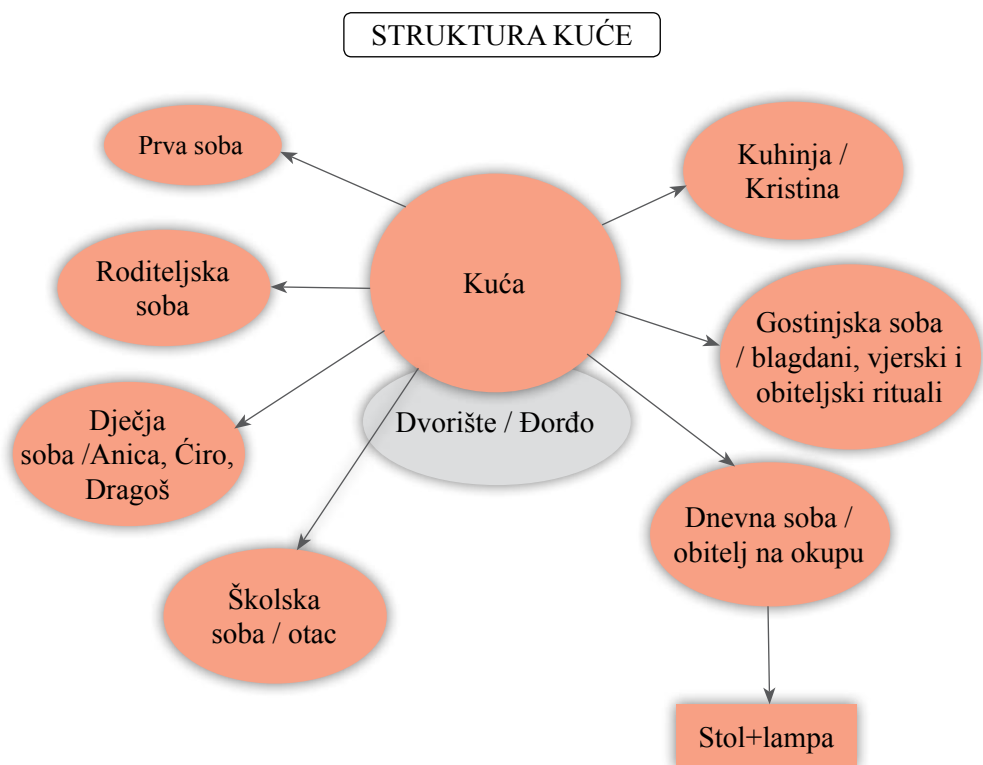 STRUKTURA KUĆE
Prva soba
Kuhinja /
Kristina
Roditeljska
soba
Kuća
Gostinjska soba
/ blagdani, vjerski i
obiteljski rituali
Dječja
soba /Anica, Ćiro,
Dragoš
Dvorište / Đorđo
Dnevna soba /
obitelj na okupu
Školska
soba / otac
Stol+lampa